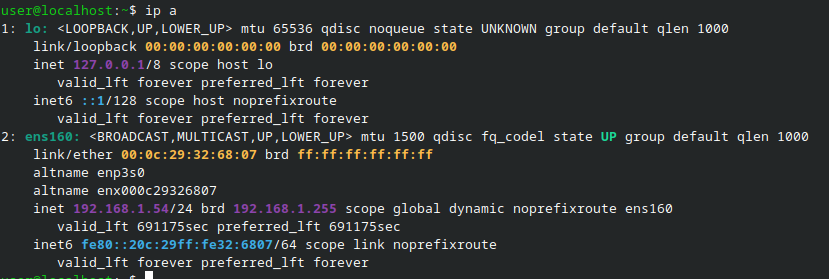 user@localhost:~$ ip a
1: lo: <LOOPBACK,UP,LOWER_UP> mtu 65536 qdisc noqueue state UNKNOWN group default qlen 1000
    link/loopback 00:00:00:00:00:00 brd 00:00:00:00:00:00
    inet 127.0.0.1/8 scope host lo
       valid_lft forever preferred_lft forever
    inet6 ::1/128 scope host noprefixroute
       valid_lft forever preferred_lft forever
2: ens160: <BROADCAST,MULTICAST,UP,LOWER_UP> mtu 1500 qdisc fq_codel state UP group default qlen 1000
    link/ether 00:0c:29:32:68:07 brd ff:ff:ff:ff:ff:ff
    altname enp3s0
    altname enx000c29326807
    inet 192.168.1.54/24 brd 192.168.1.255 scope global dynamic noprefixroute ens160
       valid_lft 691175sec preferred_lft 691175sec
    inet6 fe80::20c:29ff:fe32:6807/64 scope link noprefixroute
       valid_lft forever preferred_lft forever
user@localhost:~$